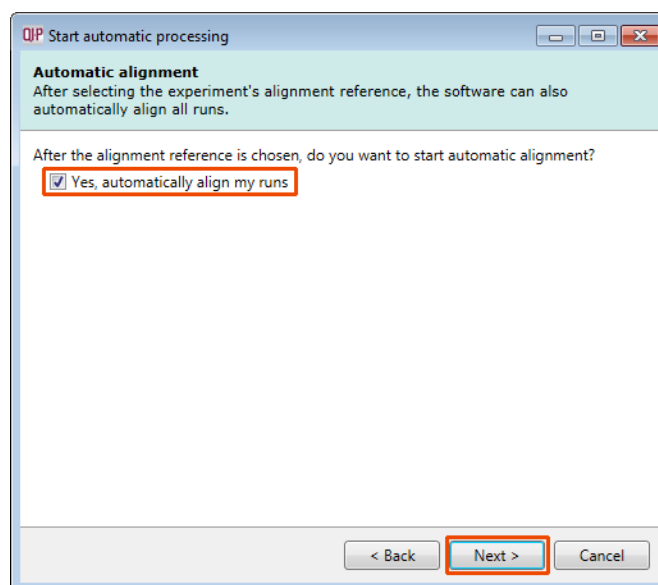 QIP Start automatic processing
Automatic alignment
After selecting the experiment's alignment reference, the software can also
automatically align all runs.
After the alignment reference is chosen, do you want to start automatic alignment?
Yes, automatically align my runs
< Back Next > Cancel